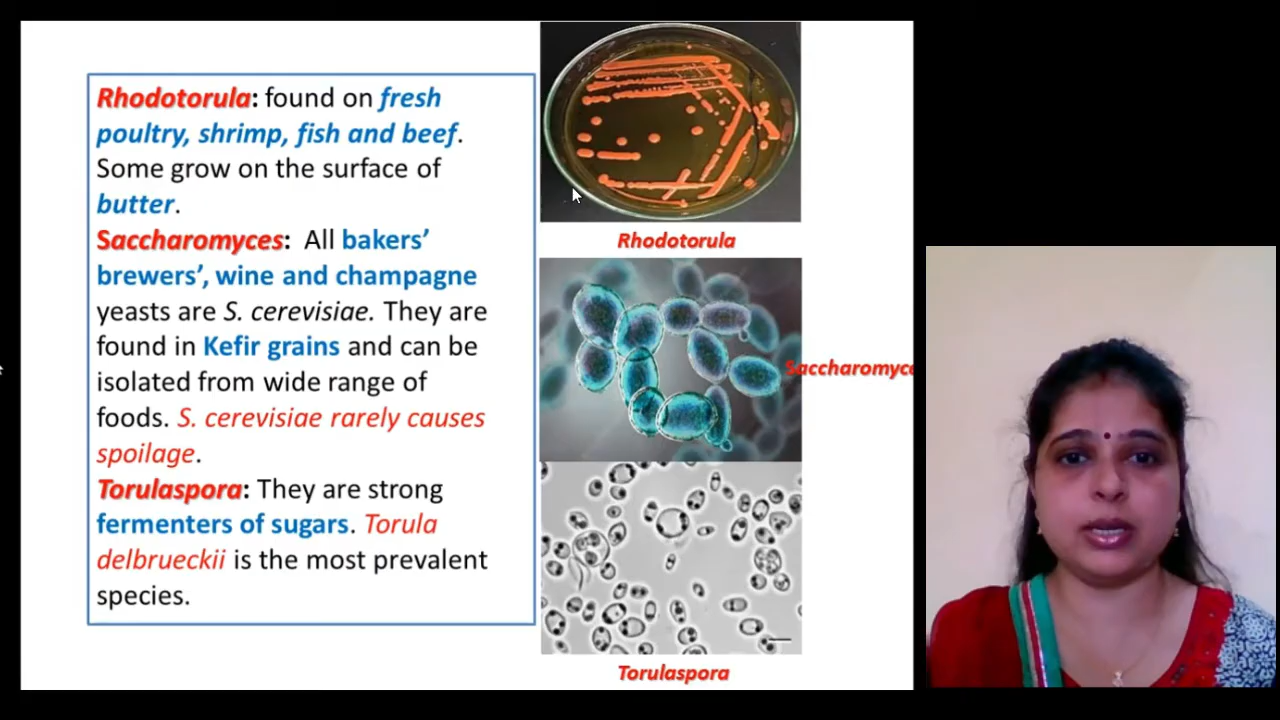 Rhodotorula: found on fresh
poultry, shrimp, fish and beef.
Some grow on the surface of
butter.
Saccharomyces: All bakers’
brewers’, wine and champagne
yeasts are S. cerevisiae. They are
found in Kefir grains and can be
isolated from wide range of
foods. S. cerevisiae rarely causes
spoilage.
Torulaspora: They are strong
fermenters of sugars. Torula
delbrueckii is the most prevalent
species.
Rhodotorula
Saccharomyc
Torulaspora